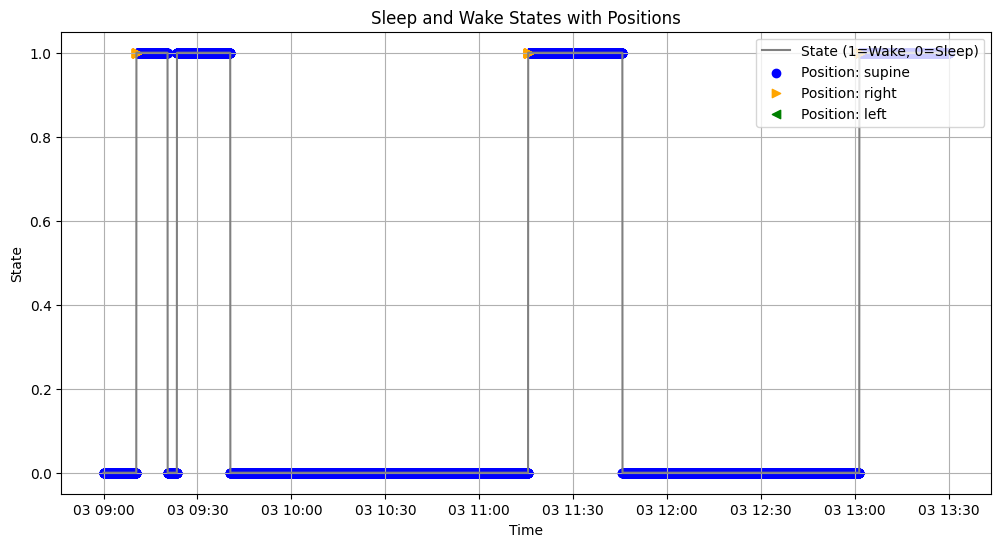 Sleep and Wake States with Positions
State (1=Wake, 0=Sleep)
Position: supine
Position: right
Position: left
1.0
0.8
0.6
0.4
0.2
0.0
State
03 09:00 03 09:30 03 10:00 03 10:30 03 11:00 03 11:30 03 12:00 03 12:30 03 13:00 03 13:30
Time